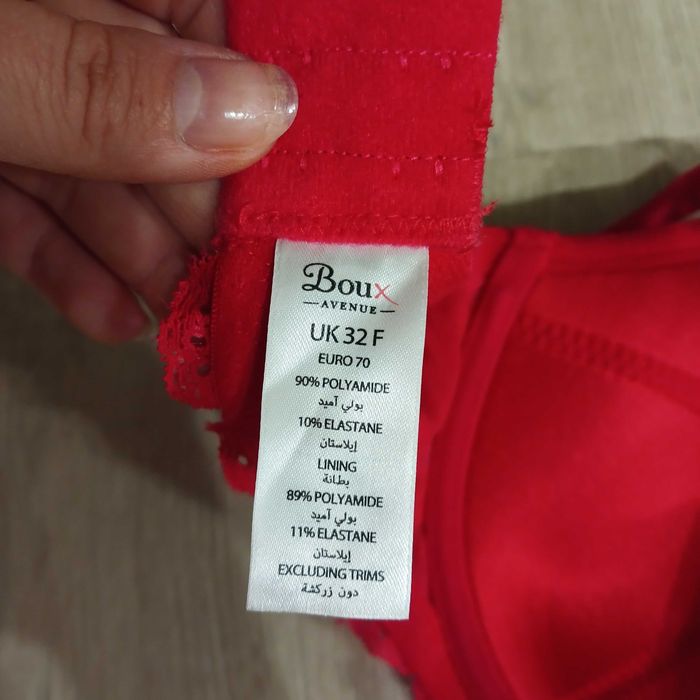 Boux
AVENUE
UK 32 F
EURO 70
90% POLYAMIDE
بولي آميد
10% ELASTANE
إيلاستان
LINING
بطانة
89% POLYAMIDE
بولي آميد
11% ELASTANE
إيلاستان
EXCLUDING TRIMS
دون زركشة